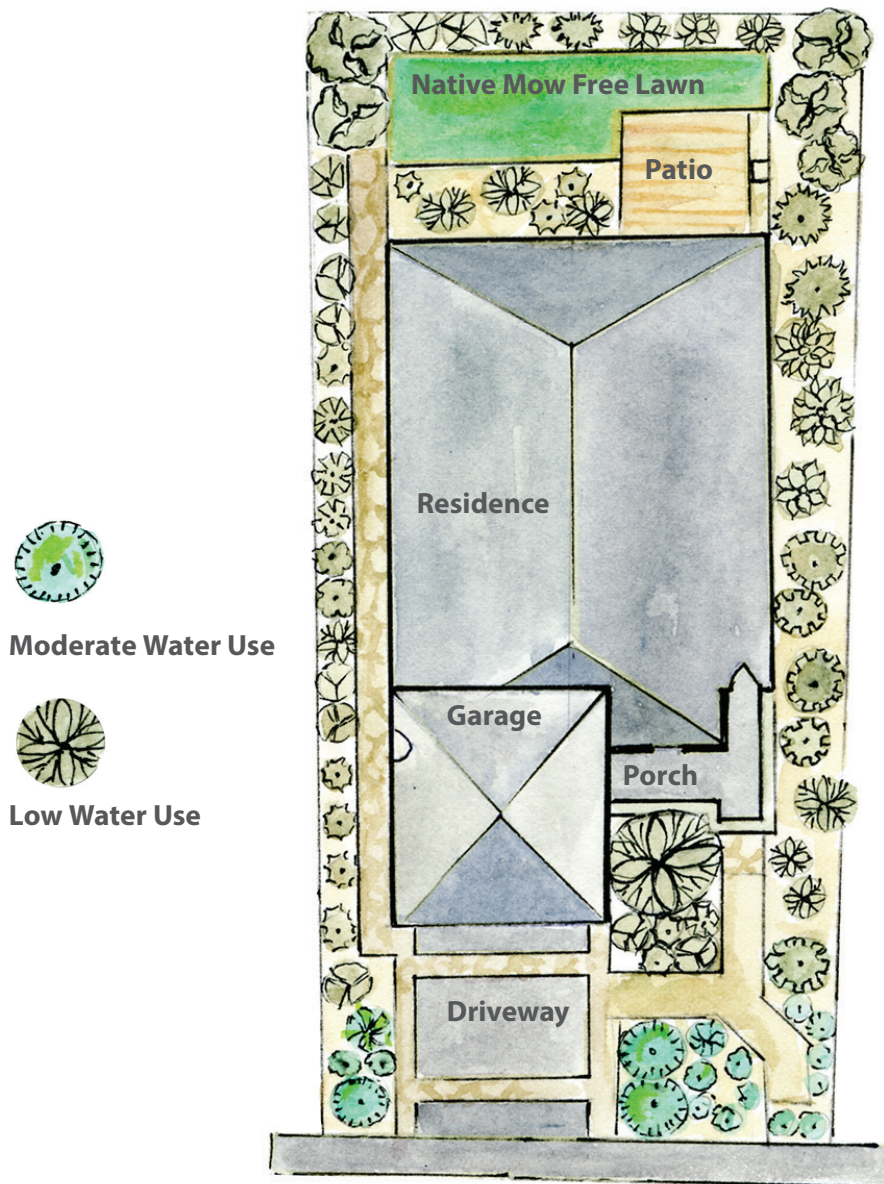 Native Mow Free Lawn
Patio
Residence
Moderate Water Use
Garage
Low Water Use
Porch
Driveway